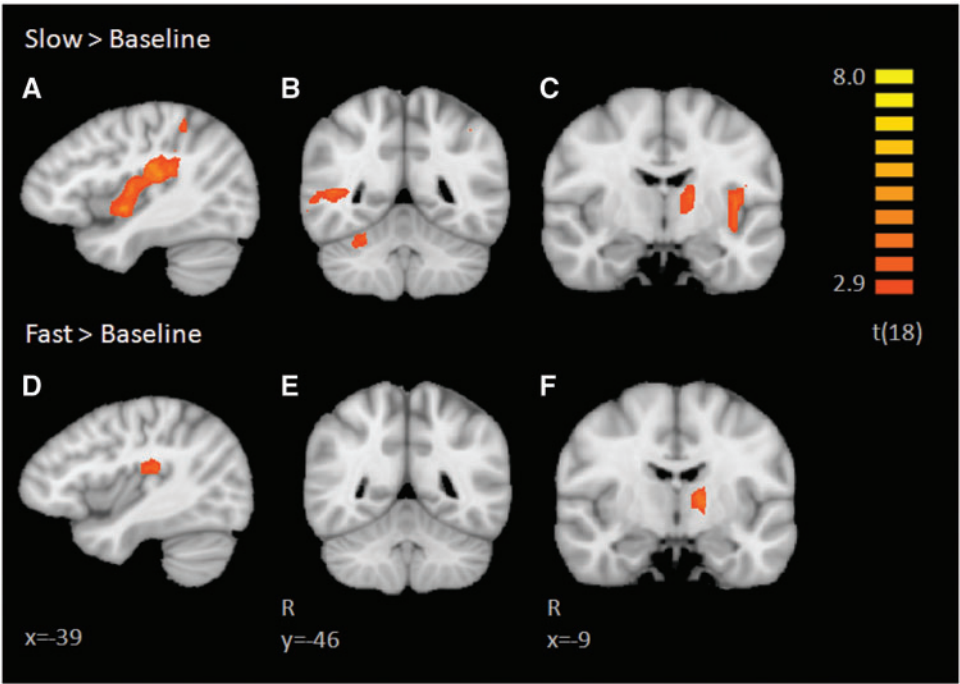 Slow > Baseline
A
B
C
8.0
2.9
t(18)
Fast > Baseline
D
E
F
x=-39
R
y=-46
R
x=-9